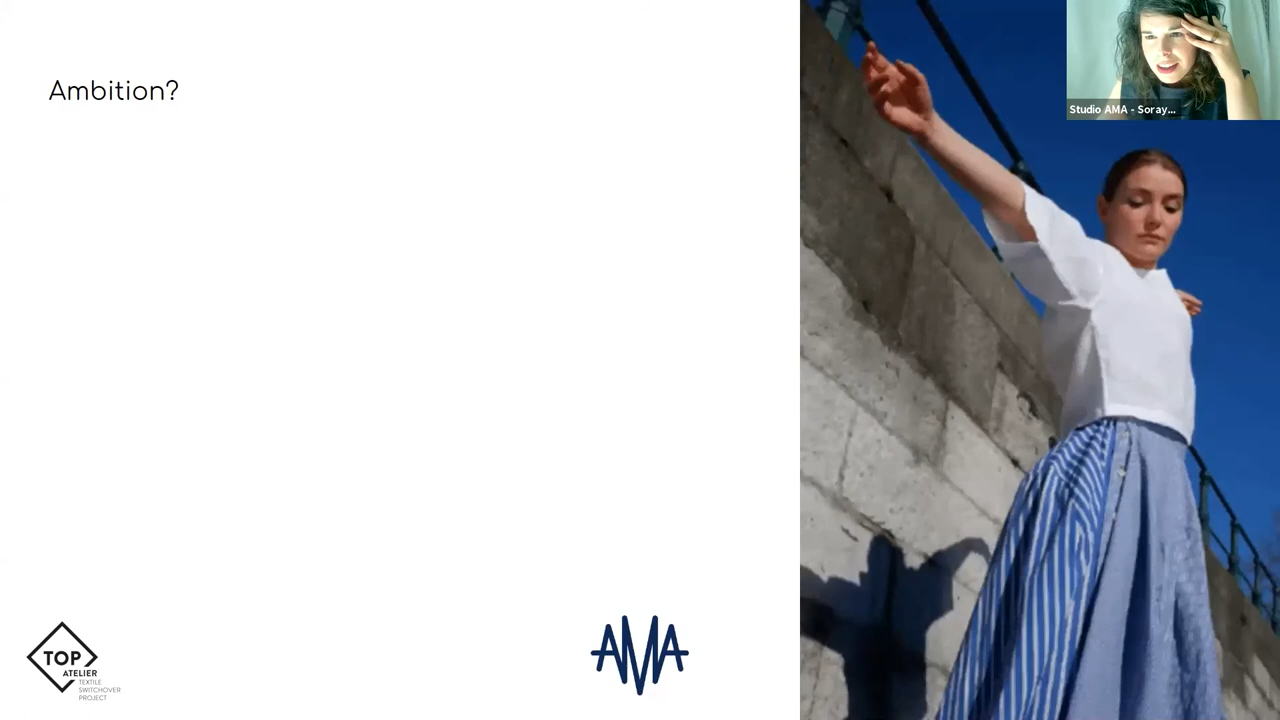 Ambition?
Studio AMA - Soray...
TOP
ATELIER
TEXTILE
SWITCHOVER
PROJECT
AMA